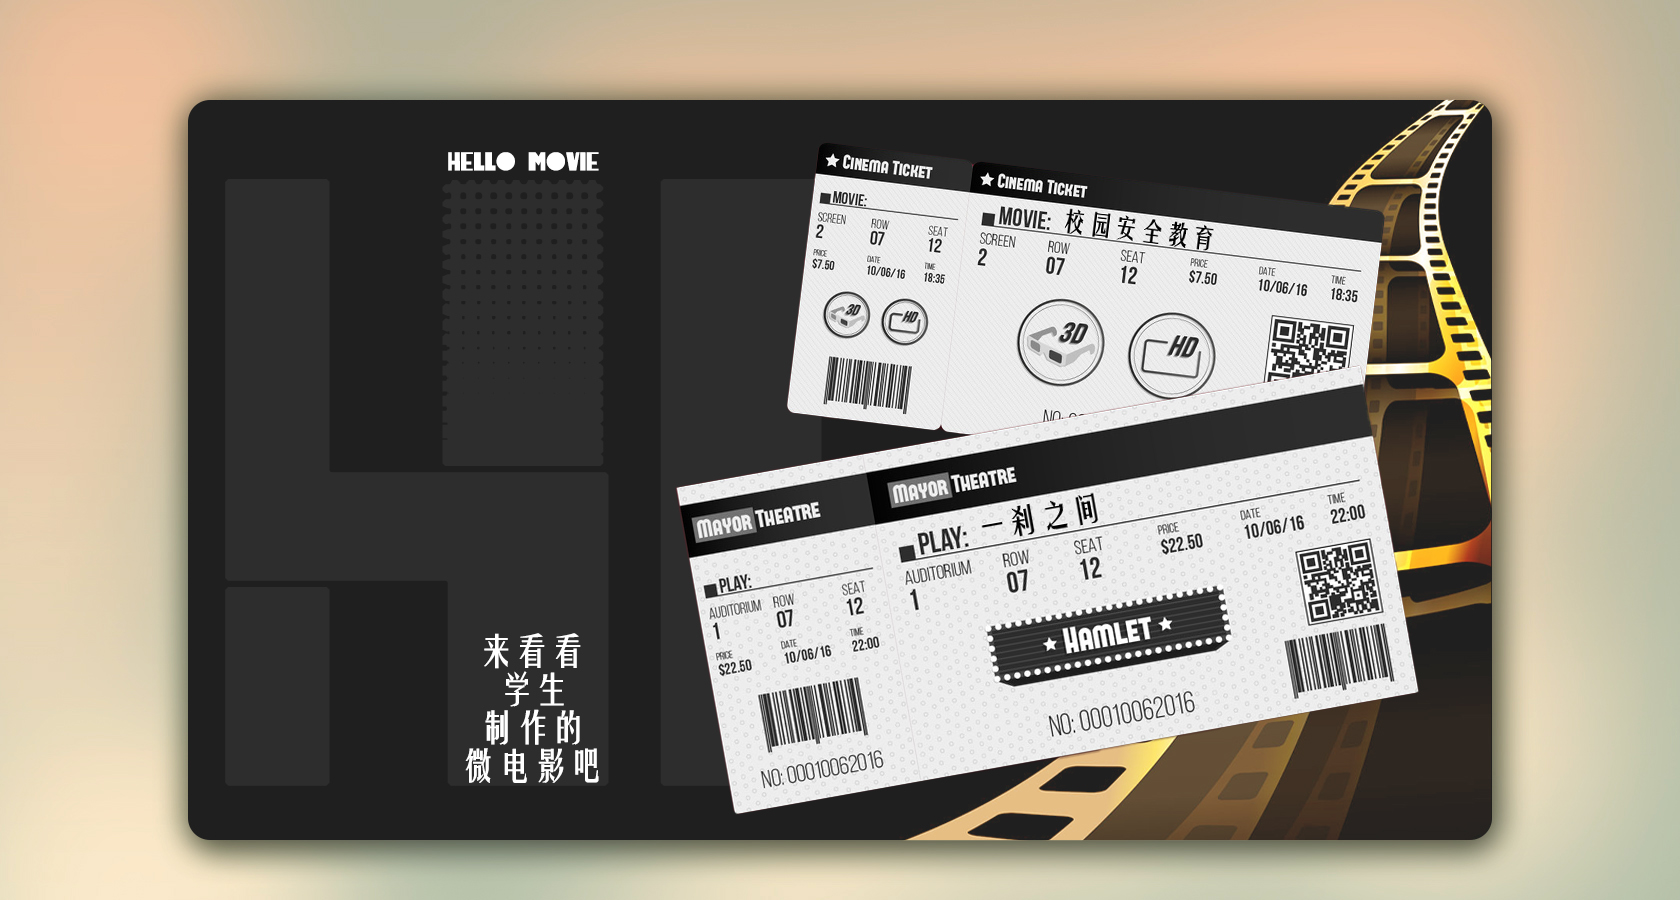 HELLO MOVIE
来看看
学生
制作的
微电影吧
CINEMA TICKET
MOVIE:
SCREEN ROW SEAT
2 07 12
PRICE DATE TIME
$7.50 10/06/16 18:35
3D HD
CINEMA TICKET
MOVIE: 校园安全教育
SCREEN ROW SEAT PRICE DATE TIME
2 07 12 $7.50 10/06/16 18:35
3D HD
MAYOR THEATRE
PLAY:
AUDITORIUM ROW SEAT
1 07 12
PRICE DATE TIME
$22.50 10/06/16 22:00
NO: 00010062016
MAYOR THEATRE
PLAY: 一刹之间
AUDITORIUM ROW SEAT PRICE DATE TIME
1 07 12 $22.50 10/06/16 22:00
HAMLET
NO: 00010062016